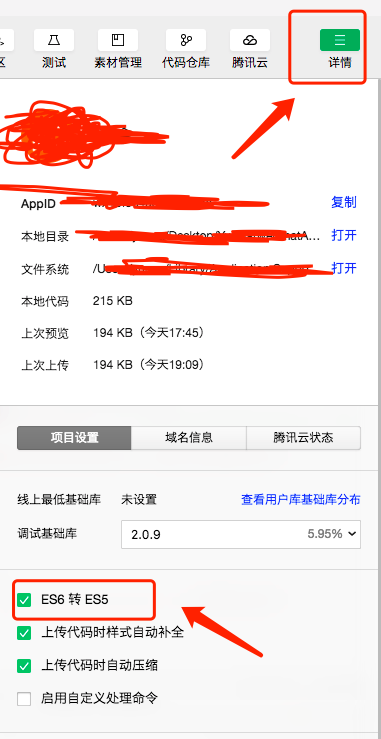 区 测试 素材管理 代码仓库 腾讯云 详情
AppID 复制
本地目录 打开
文件系统 打开
本地代码 215 KB
上次预览 194 KB（今天17:45）
上次上传 194 KB（今天19:09）
项目设置 域名信息 腾讯云状态
线上最低基础库 未设置 查看用户库基础库分布
调试基础库 2.0.9 5.95%
ES6 转 ES5
上传代码时样式自动补全
上传代码时自动压缩
启用自定义处理命令